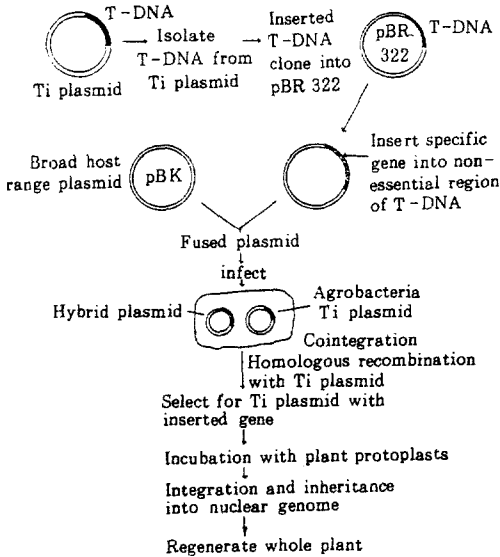 T-DNA
Ti plasmid
Isolate
T-DNA from
Ti plasmid
Inserted
T-DNA
clone into
pBR 322
pBR-
322
T-DNA
Broad host
range plasmid
pBK
Insert specific
gene into non-
essential region
of T-DNA
Fused plasmid
infect
Hybrid plasmid
Agrobacteria
Ti plasmid
Cointegration
Homologous recombination
with Ti plasmid
Select for Ti plasmid with
inserted gene
Incubation with plant protoplasts
Integration and inheritance
into nuclear genome
Regenerate whole plant